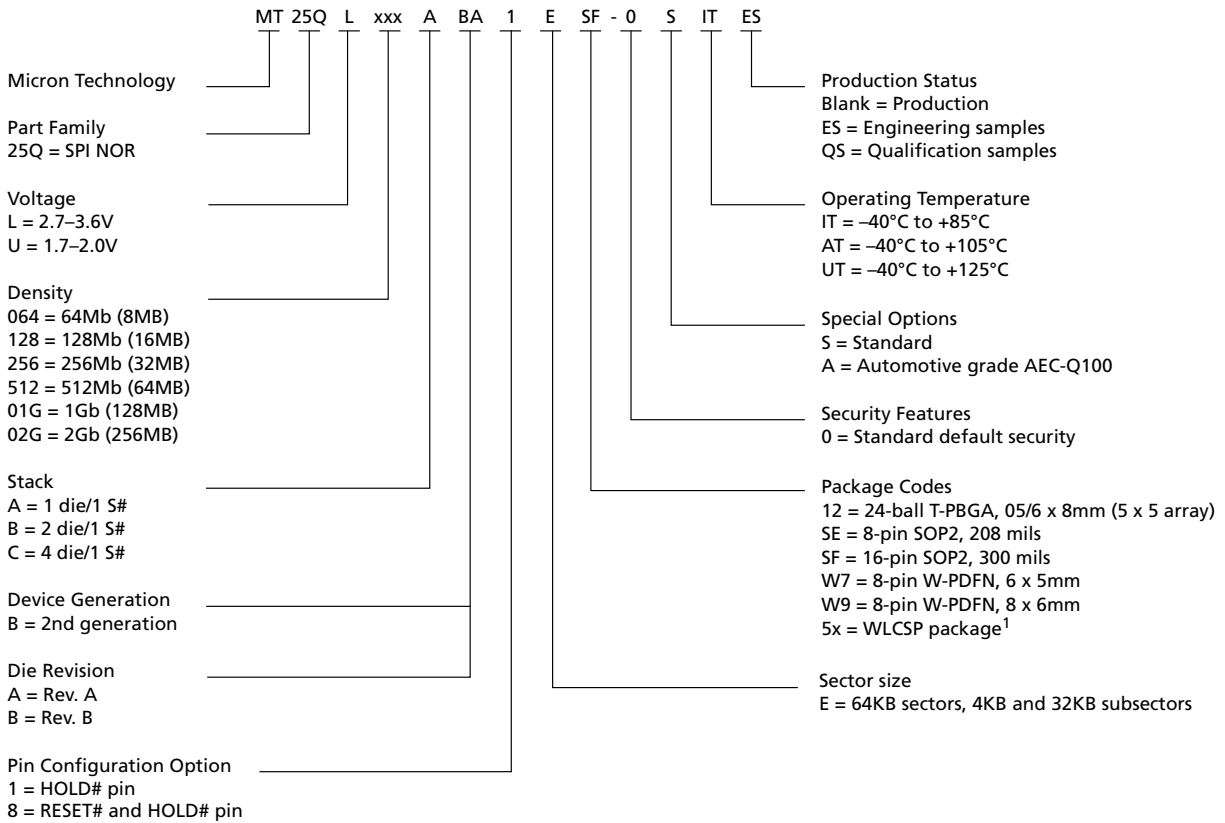 MT 25Q L xxx A BA 1 E SF - 0 S IT ES
Micron Technology
Part Family
25Q = SPI NOR
Voltage
L = 2.7–3.6V
U = 1.7–2.0V
Density
064 = 64Mb (8MB)
128 = 128Mb (16MB)
256 = 256Mb (32MB)
512 = 512Mb (64MB)
01G = 1Gb (128MB)
02G = 2Gb (256MB)
Stack
A = 1 die/1 S#
B = 2 die/1 S#
C = 4 die/1 S#
Device Generation
B = 2nd generation
Die Revision
A = Rev. A
B = Rev. B
Pin Configuration Option
1 = HOLD# pin
8 = RESET# and HOLD# pin
Production Status
Blank = Production
ES = Engineering samples
QS = Qualification samples
Operating Temperature
IT = –40°C to +85°C
AT = –40°C to +105°C
UT = –40°C to +125°C
Special Options
S = Standard
A = Automotive grade AEC-Q100
Security Features
0 = Standard default security
Package Codes
12 = 24-ball T-PBGA, 05/6 x 8mm (5 x 5 array)
SE = 8-pin SOP2, 208 mils
SF = 16-pin SOP2, 300 mils
W7 = 8-pin W-PDFN, 6 x 5mm
W9 = 8-pin W-PDFN, 8 x 6mm
5x = WLCSP package1
Sector size
E = 64KB sectors, 4KB and 32KB subsectors